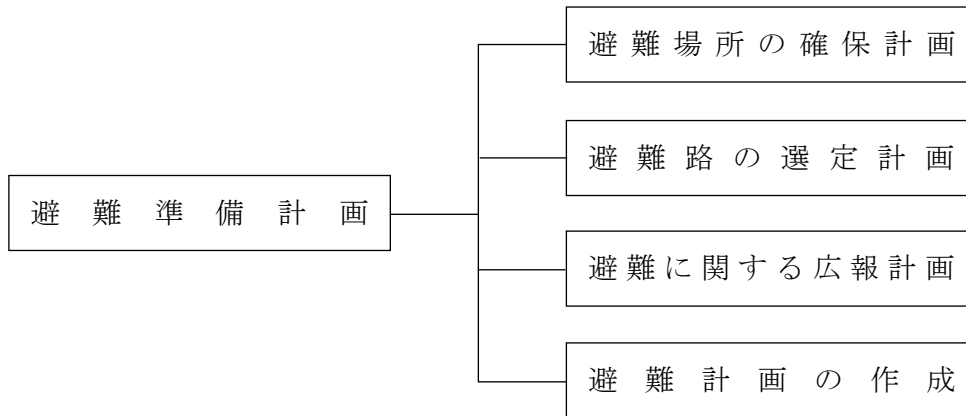 避難場所の確保計画
避難路の選定計画
避難準備計画
避難に関する広報計画
避難計画の作成